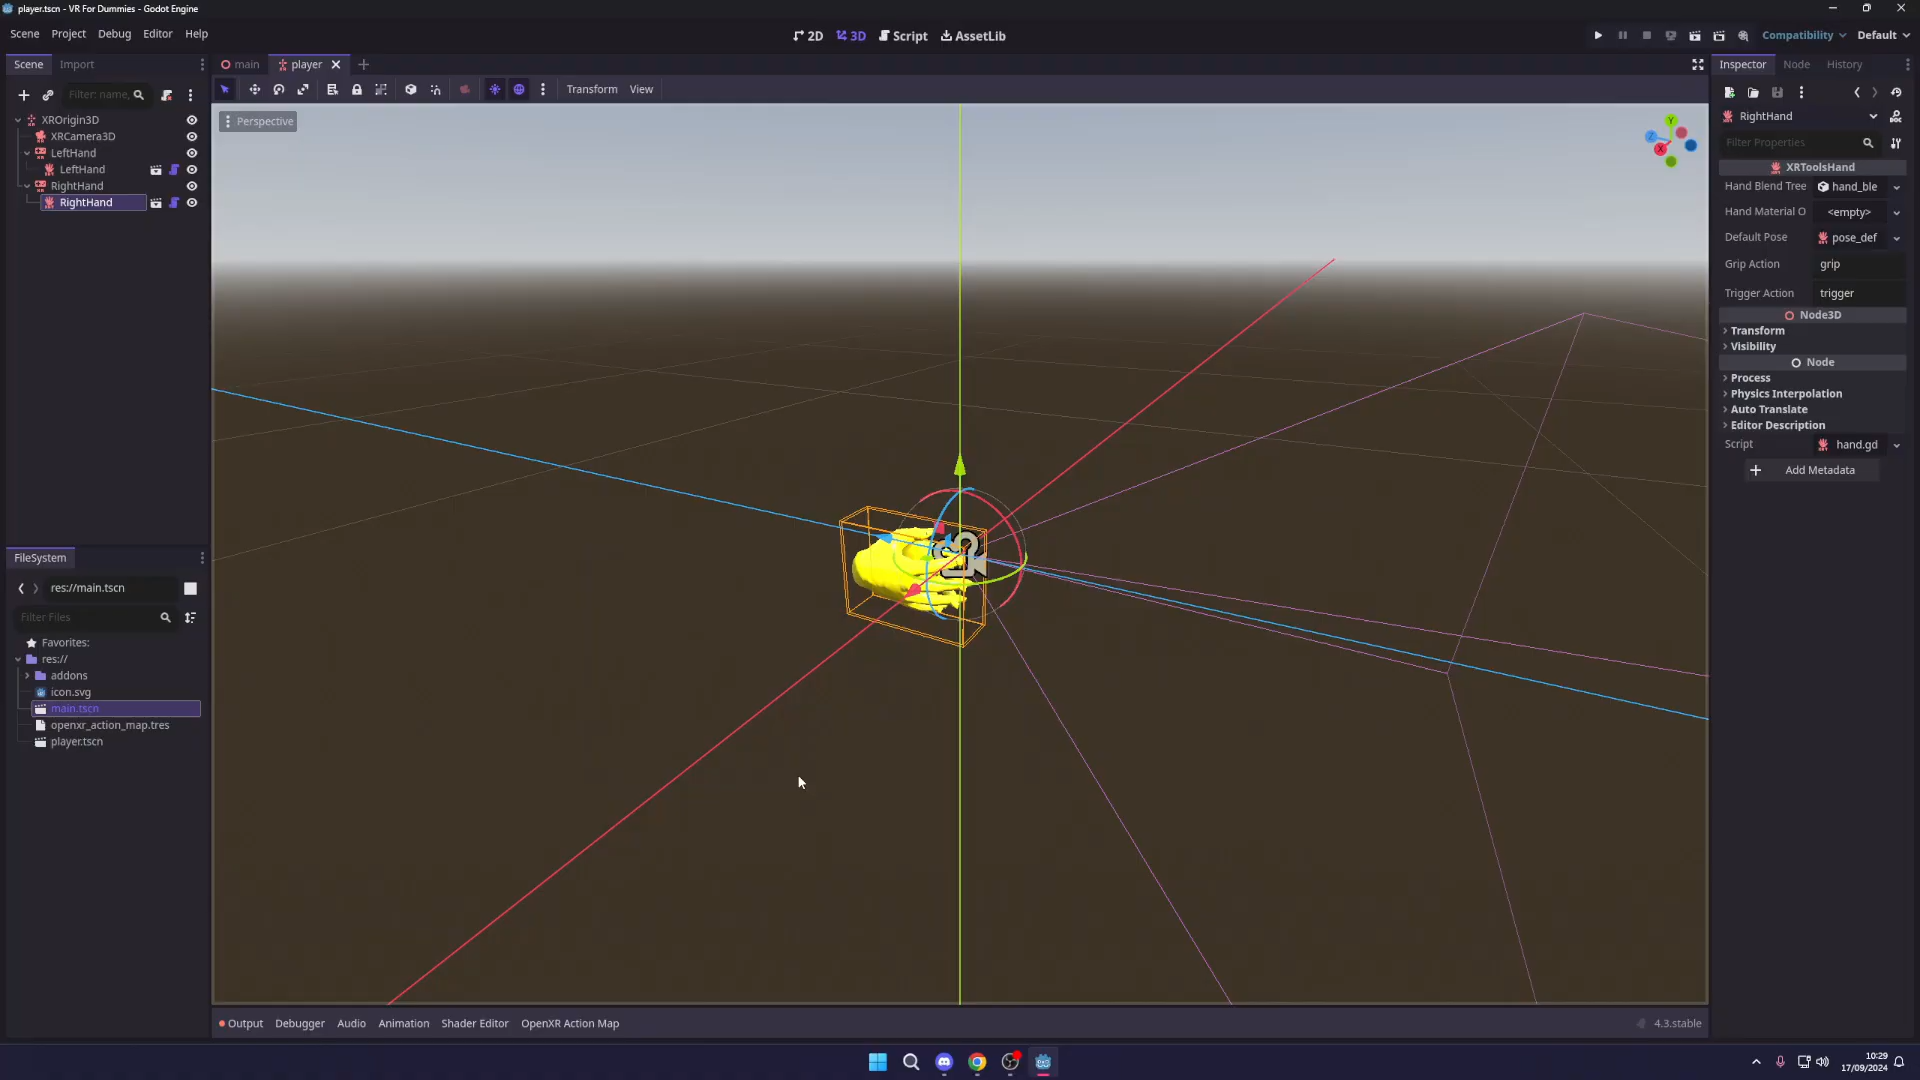 player.tscn - VR For Dummies - Godot Engine
Scene Project Debug Editor Help
2D 3D Script AssetLib
Compatibility Default
Scene Import
main player
Inspector Node History
Filter: name,
Transform View
Perspective
XROrigin3D
XRCamera3D
LeftHand
LeftHand
RightHand
RightHand
RightHand
Filter Properties
XRToolsHand
Hand Blend Tree hand_ble
Hand Material O <empty>
Default Pose pose_def
Grip Action grip
Trigger Action trigger
Node3D
Transform
Visibility
Node
Process
Physics Interpolation
Auto Translate
Editor Description
Script hand.gd
Add Metadata
Y
Z
X
FileSystem
res://main.tscn
Filter Files
Favorites:
res://
addons
icon.svg
main.tscn
openxr_action_map.tres
player.tscn
Output Debugger Audio Animation Shader Editor OpenXR Action Map
4.3.stable
10:29
17/09/2024